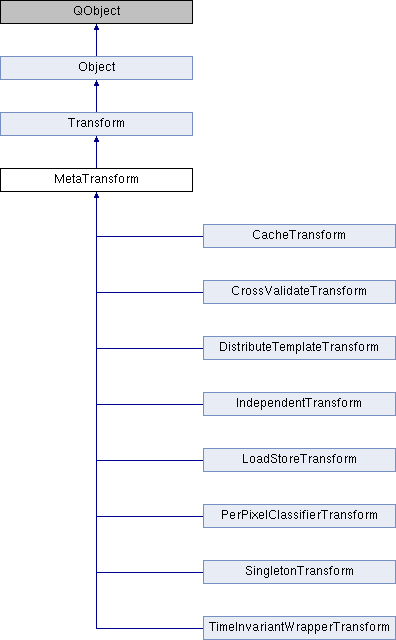 QObject
Object
Transform
MetaTransform
CacheTransform
CrossValidateTransform
DistributeTemplateTransform
IndependentTransform
LoadStoreTransform
PerPixelClassifierTransform
SingletonTransform
TimeInvariantWrapperTransform